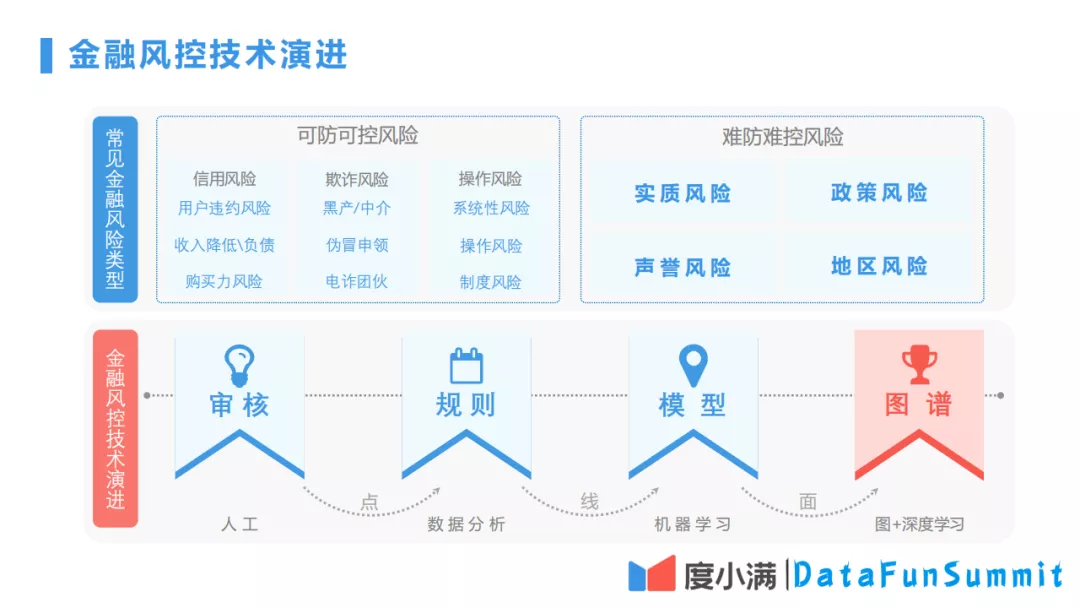 金融风控技术演进
常见金融风险类型
可防可控风险
信用风险
用户违约风险
收入降低\负债
购买力风险
欺诈风险
黑产/中介
伪冒申领
电诈团伙
操作风险
系统性风险
操作风险
制度风险
难防难控风险
实质风险
政策风险
声誉风险
地区风险
金融风控技术演进
审核
规则
模型
图谱
点
线
面
人工
数据分析
机器学习
图+深度学习
度小满 | DataFunSummit